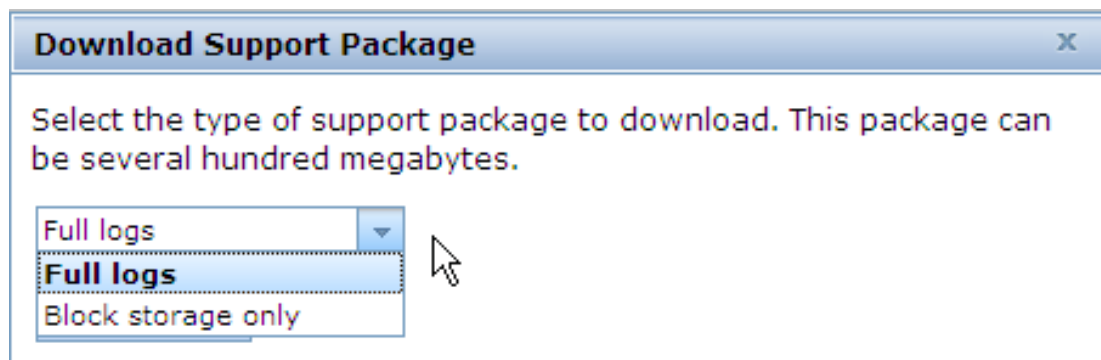 Download Support Package x
Select the type of support package to download. This package can
be several hundred megabytes.
Full logs
Full logs
Block storage only